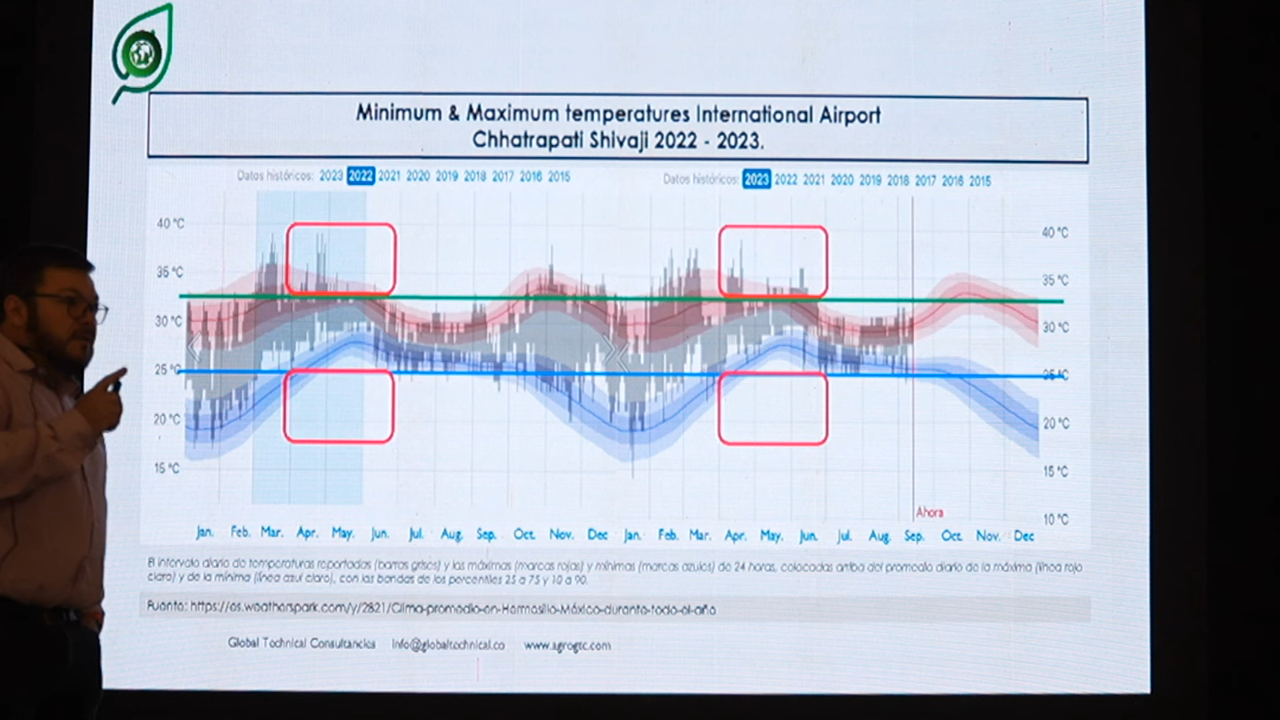 Minimum & Maximum temperatures International Airport
Chhatrapati Shivaji 2022 - 2023.
Datos históricos: 2023 2022 2021 2020 2019 2018 2017 2016 2015
Datos históricos: 2023 2022 2021 2020 2019 2018 2017 2016 2015
40 °C 40 °C
35 °C 35 °C
30 °C 30 °C
25 °C 25 °C
20 °C 20 °C
15 °C 15 °C
10 °C
Ahora
Jan. Feb. Mar. Apr. May. Jun. Jul. Aug. Sep. Oct. Nov. Dec Jan. Feb. Mar. Apr. May. Jun. Jul. Aug. Sep. Oct. Nov. Dec
El intervalo diario de temperaturas reportadas (barras grises) y las máximas (marcas rojas) y mínimas (marcas azules) de 24 horas, colocadas arriba del promedio diario de la máxima (línea roja
claro) y de la mínima (línea azul claro), con las bandas de los percentiles 25 a 75 y 10 a 90.
Fuente: https://es.weatherspark.com/y/2821/Clima-promedio-en-Hermosillo-México-durante-todo-el-año
Global Technical Consultancies info@globaltechnical.co www.agrogtc.com